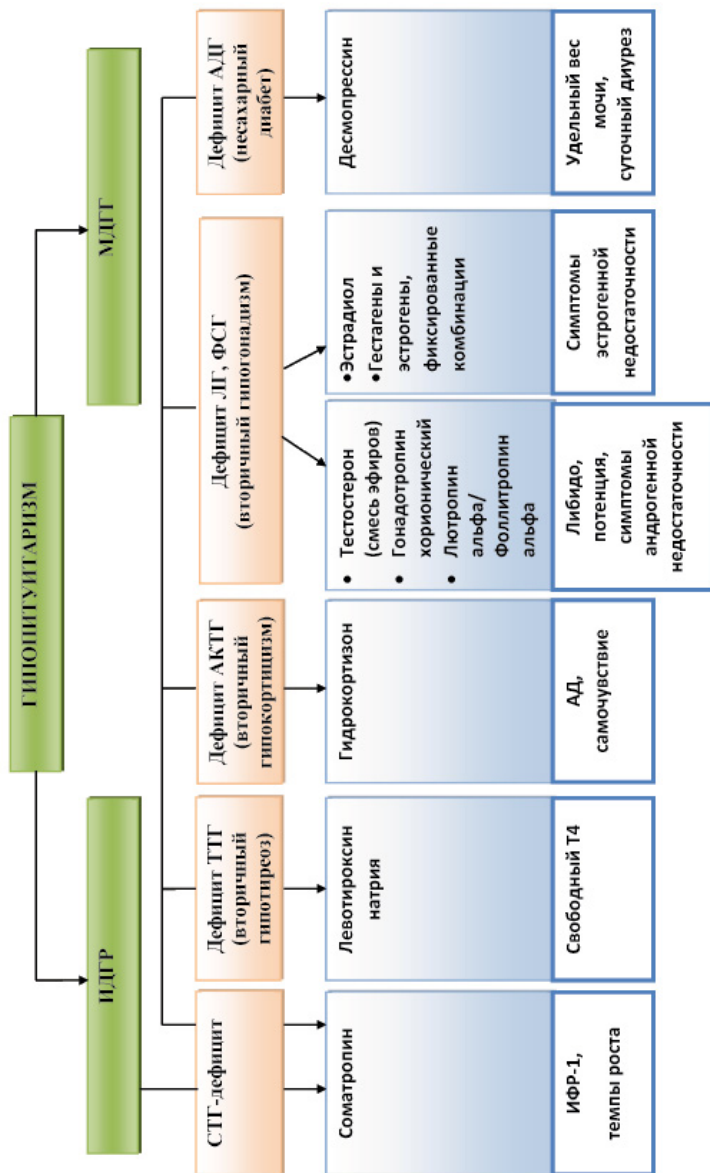 ГИПОПИТУИТАРИЗМ
ИДГР
МДГГ
СТГ-дефицит
Дефицит ТТГ
(вторичный
гипотиреоз)
Дефицит АКТГ
(вторичный
гипокортицизм)
Дефицит ЛГ, ФСГ
(вторичный гипогонадизм)
Дефицит АДГ
(несахарный
диабет)
Соматропин
Левотироксин
натрия
Гидрокортизон
• Тестостерон
(смесь эфиров)
• Гонадотропин
хорионический
• Лютропин
альфа/
Фоллитропин
альфа
•Эстрадиол
•Гестагены и
эстрогены,
фиксированные
комбинации
Десмопрессин
ИФР-1,
темпы роста
Свободный Т4
АД,
самочувствие
Либидо,
потенция,
симптомы
андрогенной
недостаточности
Симптомы
эстрогенной
недостаточности
Удельный вес
мочи,
суточный диурез